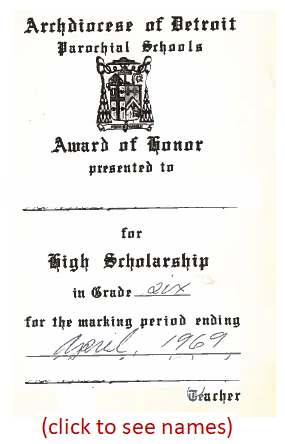 Archdiocese of Detroit
Parochial Schools
Award of Honor
presented to
for
High Scholarship
in Grade six
for the marking period ending
April, 1969
Teacher
(click to see names)